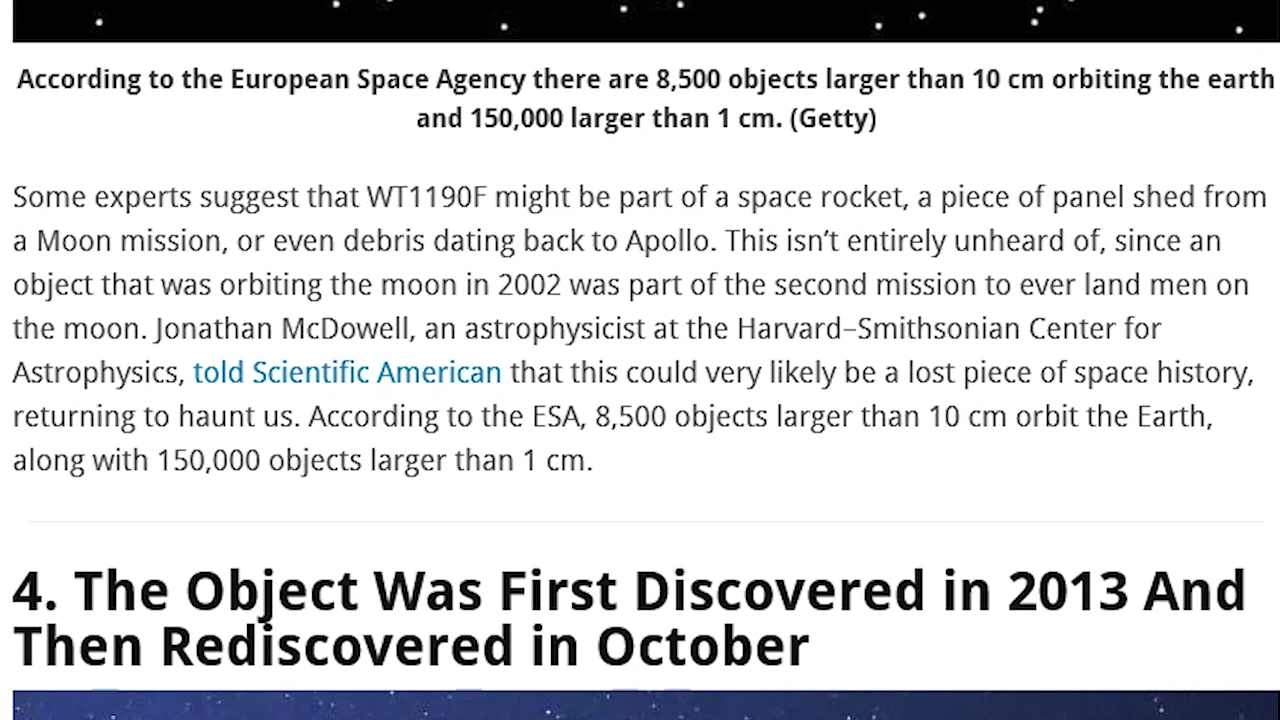 According to the European Space Agency there are 8,500 objects larger than 10 cm orbiting the earth
and 150,000 larger than 1 cm. (Getty)
Some experts suggest that WT1190F might be part of a space rocket, a piece of panel shed from
a Moon mission, or even debris dating back to Apollo. This isn’t entirely unheard of, since an
object that was orbiting the moon in 2002 was part of the second mission to ever land men on
the moon. Jonathan McDowell, an astrophysicist at the Harvard–Smithsonian Center for
Astrophysics, told Scientific American that this could very likely be a lost piece of space history,
returning to haunt us. According to the ESA, 8,500 objects larger than 10 cm orbit the Earth,
along with 150,000 objects larger than 1 cm.
4. The Object Was First Discovered in 2013 And
Then Rediscovered in October